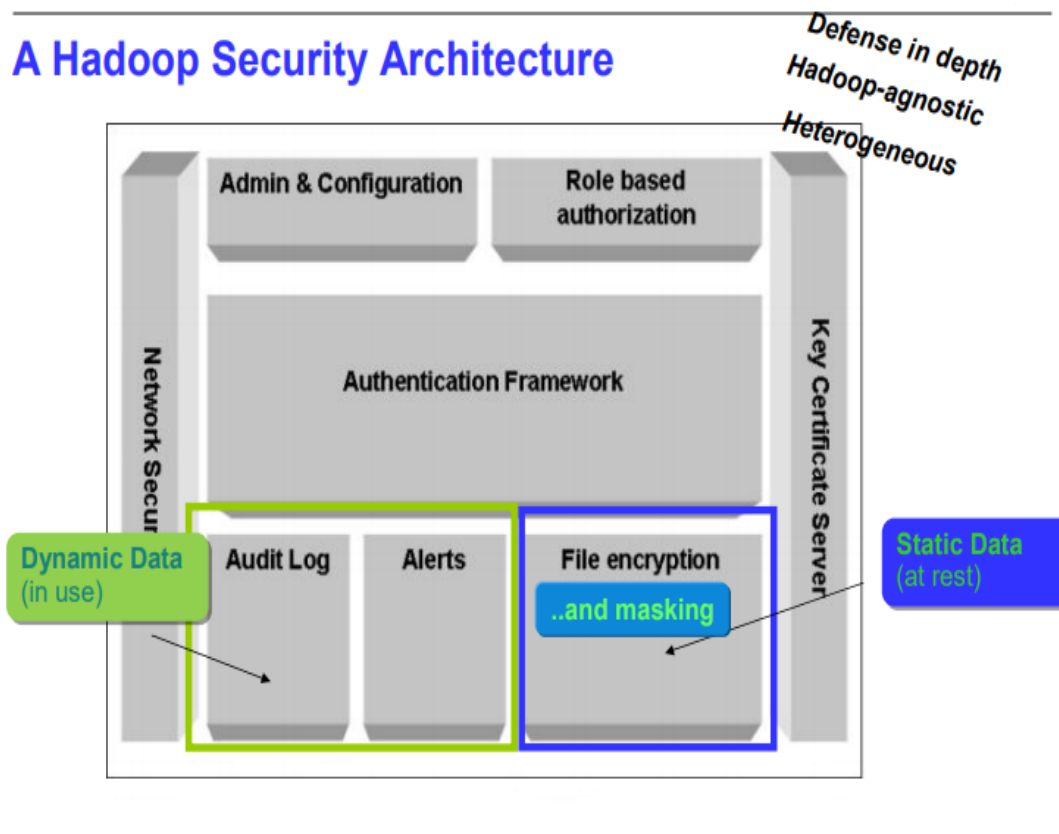 A Hadoop Security Architecture
Defense in depth
Hadoop-agnostic
Heterogeneous
Admin & Configuration
Role based
authorization
Network Secur
Authentication Framework
Key Certificate Server
Dynamic Data
(in use)
Audit Log
Alerts
File encryption
..and masking
Static Data
(at rest)